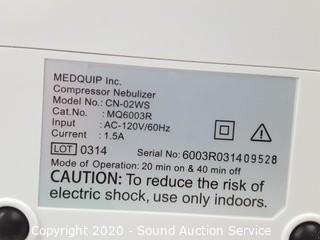 MEDQUIP Inc.
Compressor Nebulizer
Model No.: CN-02WS
Cat.No. : MQ6003R
Input : AC-120V/60Hz
Current : 1.5A
LOT 0314 Serial No: 6003R031409528
Mode of Operation: 20 min on & 40 min off
CAUTION: To reduce the risk of
electric shock, use only indoors.
Copyright 2020 - Sound Auction Service